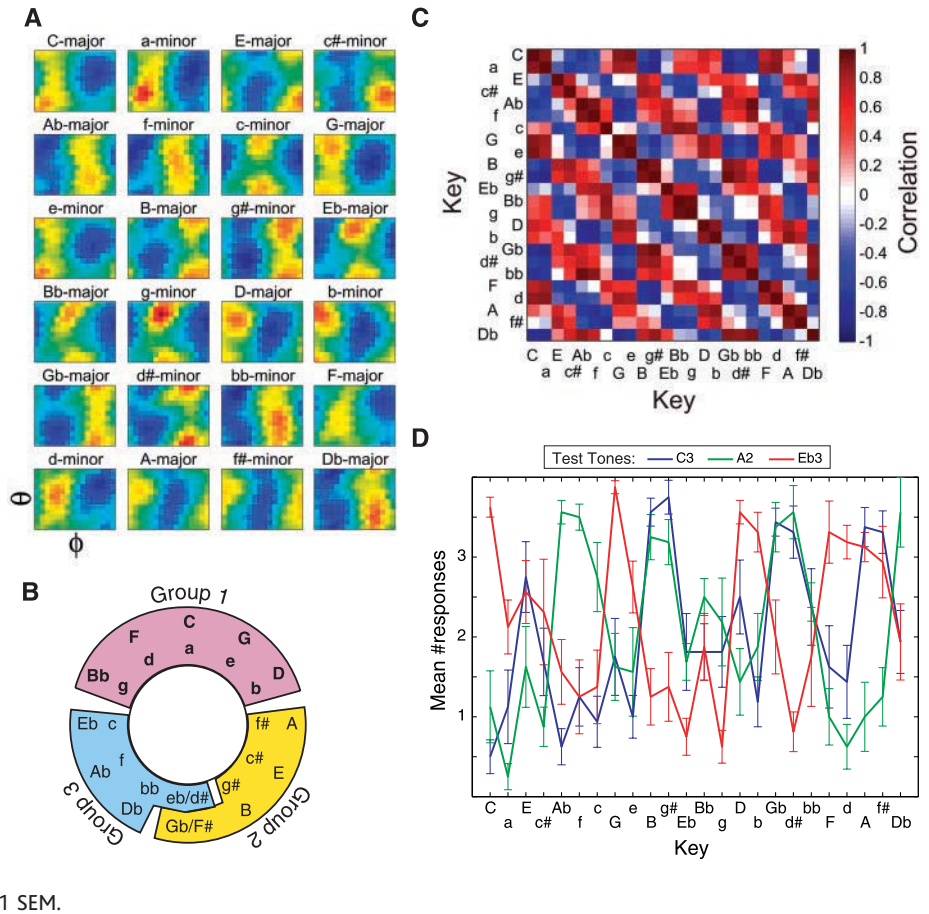 A
C-major a-minor E-major c#-minor
Ab-major f-minor c-minor G-major
e-minor B-major g#-minor Eb-major
Bb-major g-minor D-major b-minor
Gb-major d#-minor bb-minor F-major
d-minor A-major f#-minor Db-major
θ
ϕ
B
Group 1
C
F G
a
d e
Bb D
g b
Eb c f# A
f c#
Ab E
bb eb/d# g#
Db B
Gb/F#
Group 3
Group 2
C
Key
C
a
E
c#
Ab
f
c
G
e
B
g#
Eb
Bb
g
D
b
Gb
d#
bb
F
d
A
f#
Db
C E Ab c e g# Bb D Gb bb d f#
a c# f G B Eb g b d# F A Db
Key
1
0.8
0.6
0.4
0.2
0
-0.2
-0.4
-0.6
-0.8
-1
Correlation
D
Test Tones: C3 A2 Eb3
Mean #responses
3
2
1
C E Ab c e g# Bb D Gb bb d f#
a c# f G B Eb g b d# F A Db
Key
1 SEM.